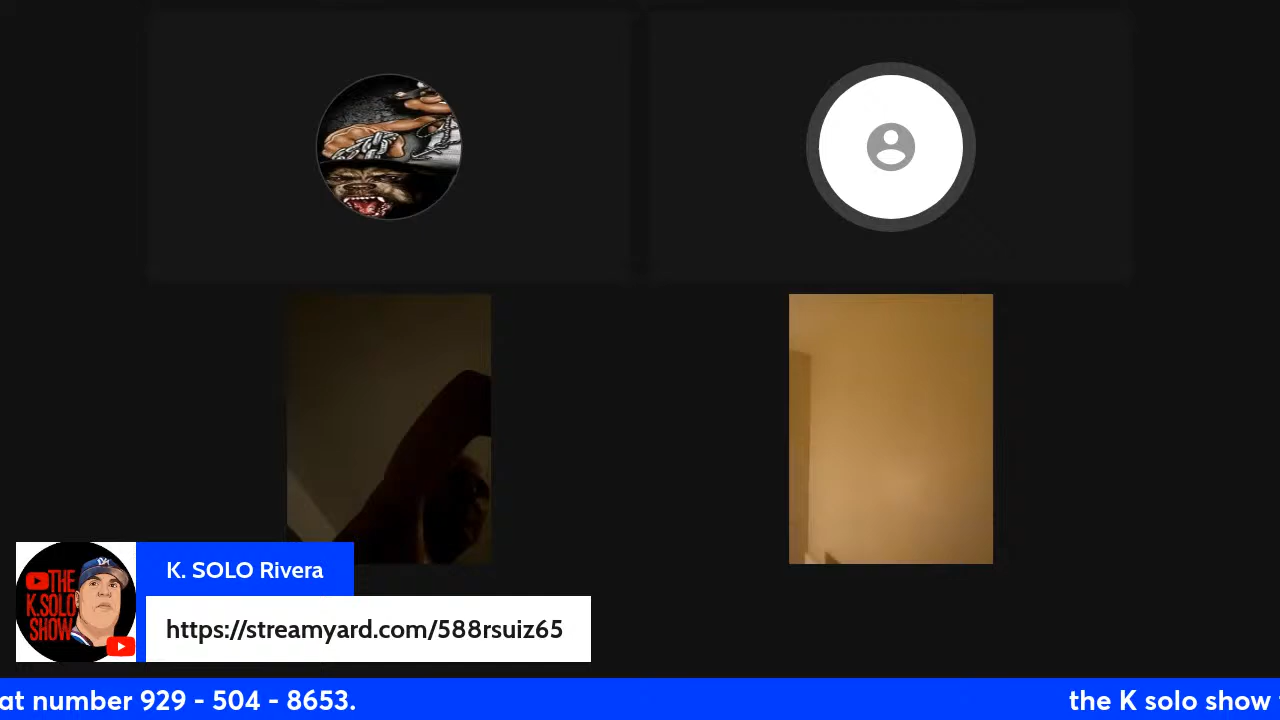 THE
K.SOLO
SHOW
K. SOLO Rivera
https://streamyard.com/588rsuiz65
at number 929 - 504 - 8653.
the K solo show